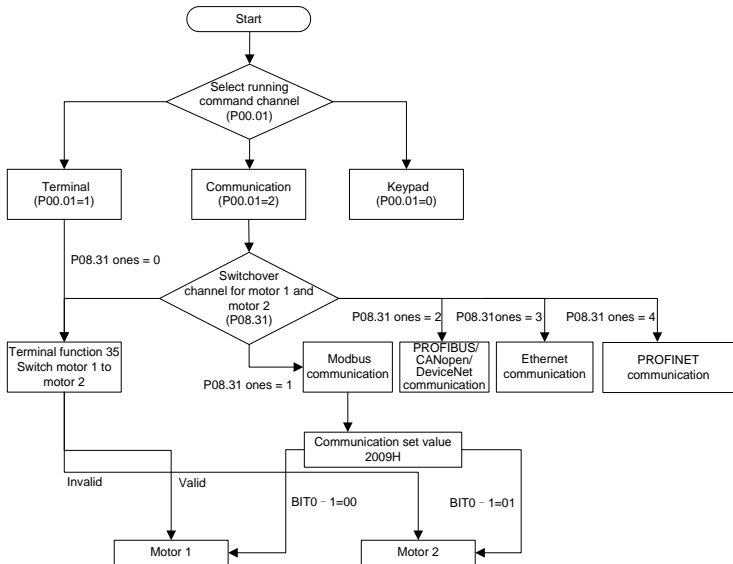 Start
Select running
command channel
(P00.01)
Terminal
(P00.01=1)
Communication
(P00.01=2)
Keypad
(P00.01=0)
P08.31 ones = 0
Switchover
channel for motor 1 and
motor 2
(P08.31)
P08.31 ones = 2
P08.31ones = 3
P08.31 ones = 4
Terminal function 35
Switch motor 1 to
motor 2
P08.31 ones = 1
Modbus
communication
PROFIBUS/
CANopen/
DeviceNet
communication
Ethernet
communication
PROFINET
communication
Communication set value
2009H
Invalid
Valid
BIT0﹣1=00
BIT0﹣1=01
Motor 1
Motor 2